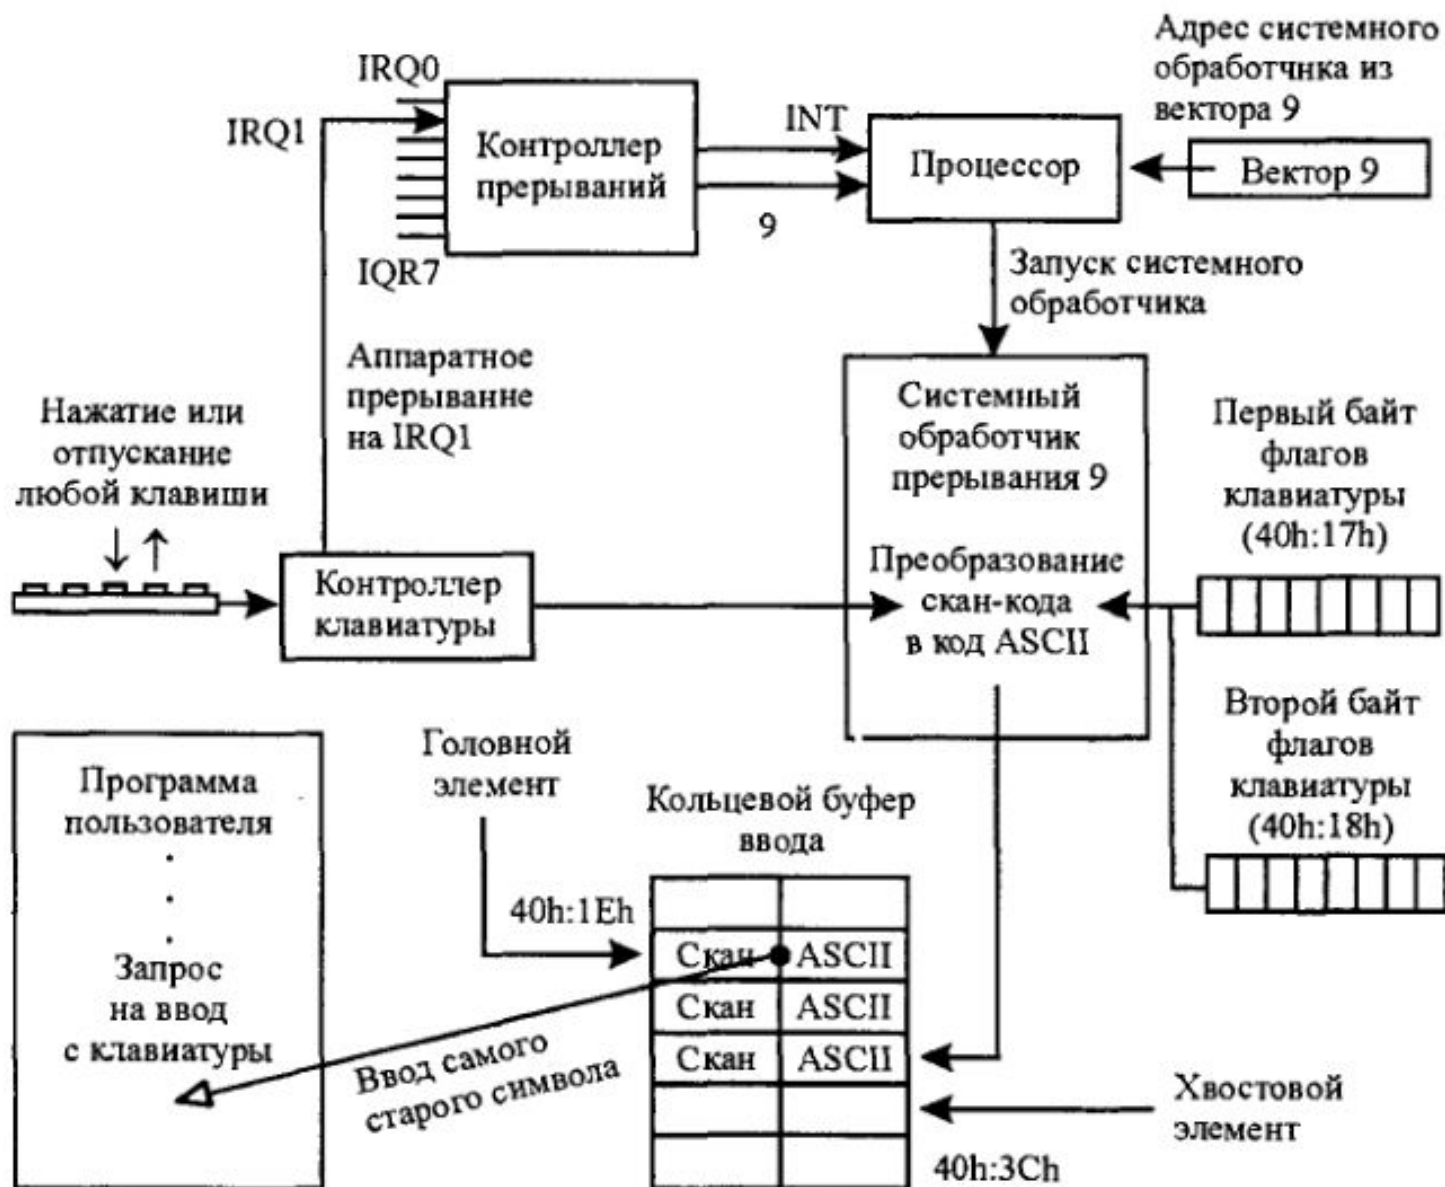 Адрес системного
обработчика из
вектора 9
IRQ0
IRQ1
IQR7
Контроллер
прерываний
INT
9
Процессор
Вектор 9
Запуск системного
обработчика
Аппаратное
прерывание
на IRQ1
Нажатие или
отпускание
любой клавиши
Контроллер
клавиатуры
Системный
обработчик
прерывания 9
Преобразование
скан-кода
в код ASCII
Первый байт
флагов
клавиатуры
(40h:17h)
Второй байт
флагов
клавиатуры
(40h:18h)
Программа
пользователя
.
.
.
Запрос
на ввод
с клавиатуры
Головной
элемент
40h:1Eh
Кольцевой буфер
ввода
Скан ASCII
Скан ASCII
Скан ASCII
Ввод самого
старого символа
Хвостовой
элемент
40h:3Ch